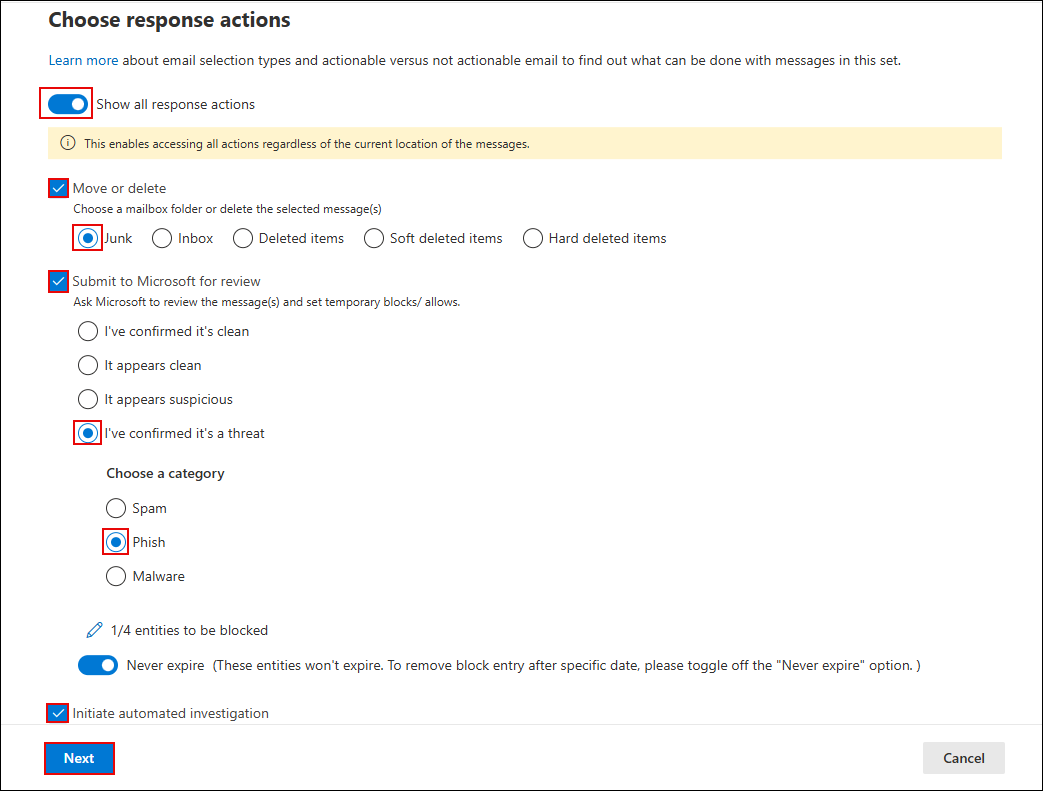 Choose response actions
Learn more about email selection types and actionable versus not actionable email to find out what can be done with messages in this set.
Show all response actions
This enables accessing all actions regardless of the current location of the messages.
Move or delete
Choose a mailbox folder or delete the selected message(s)
Junk Inbox Deleted items Soft deleted items Hard deleted items
Submit to Microsoft for review
Ask Microsoft to review the message(s) and set temporary blocks/ allows.
I've confirmed it's clean
It appears clean
It appears suspicious
I've confirmed it's a threat
Choose a category
Spam
Phish
Malware
1/4 entities to be blocked
Never expire (These entities won't expire. To remove block entry after specific date, please toggle off the "Never expire" option. )
Initiate automated investigation
Next Cancel